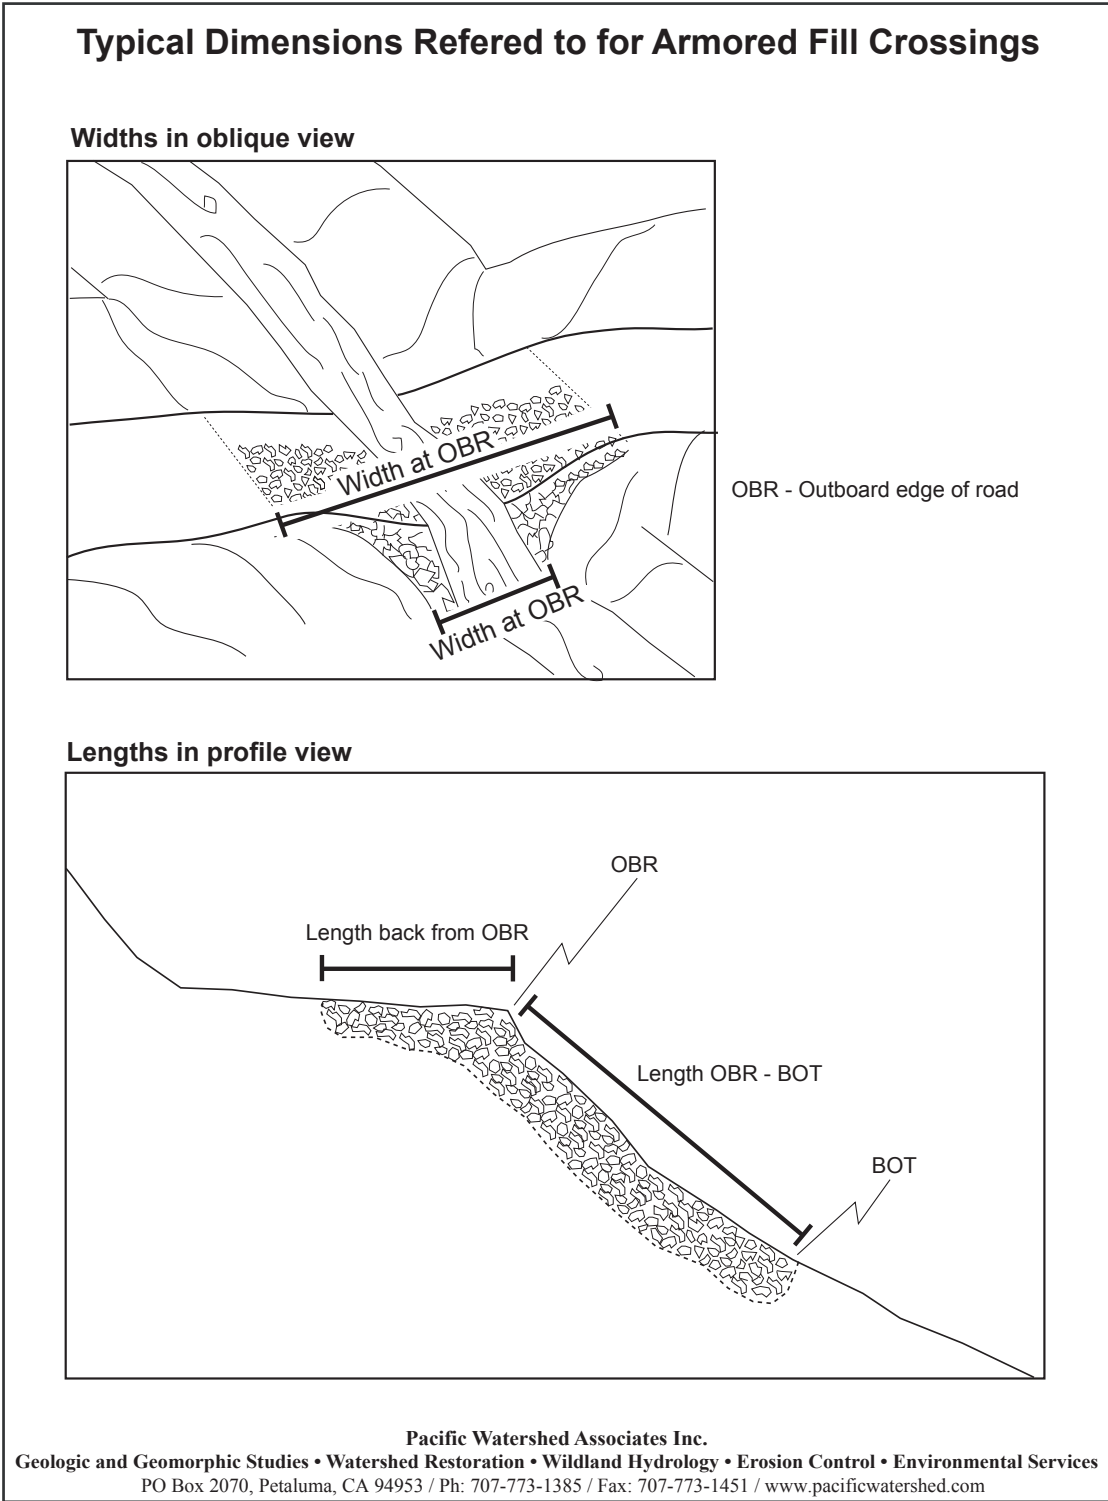 Typical Dimensions Refered to for Armored Fill Crossings
Widths in oblique view
Width at OBR
OBR - Outboard edge of road
Width at OBR
Lengths in profile view
OBR
Length back from OBR
Length OBR - BOT
BOT
Pacific Watershed Associates Inc.
Geologic and Geomorphic Studies • Watershed Restoration • Wildland Hydrology • Erosion Control • Environmental Services
PO Box 2070, Petaluma, CA 94953 / Ph: 707-773-1385 / Fax: 707-773-1451 / www.pacificwatershed.com